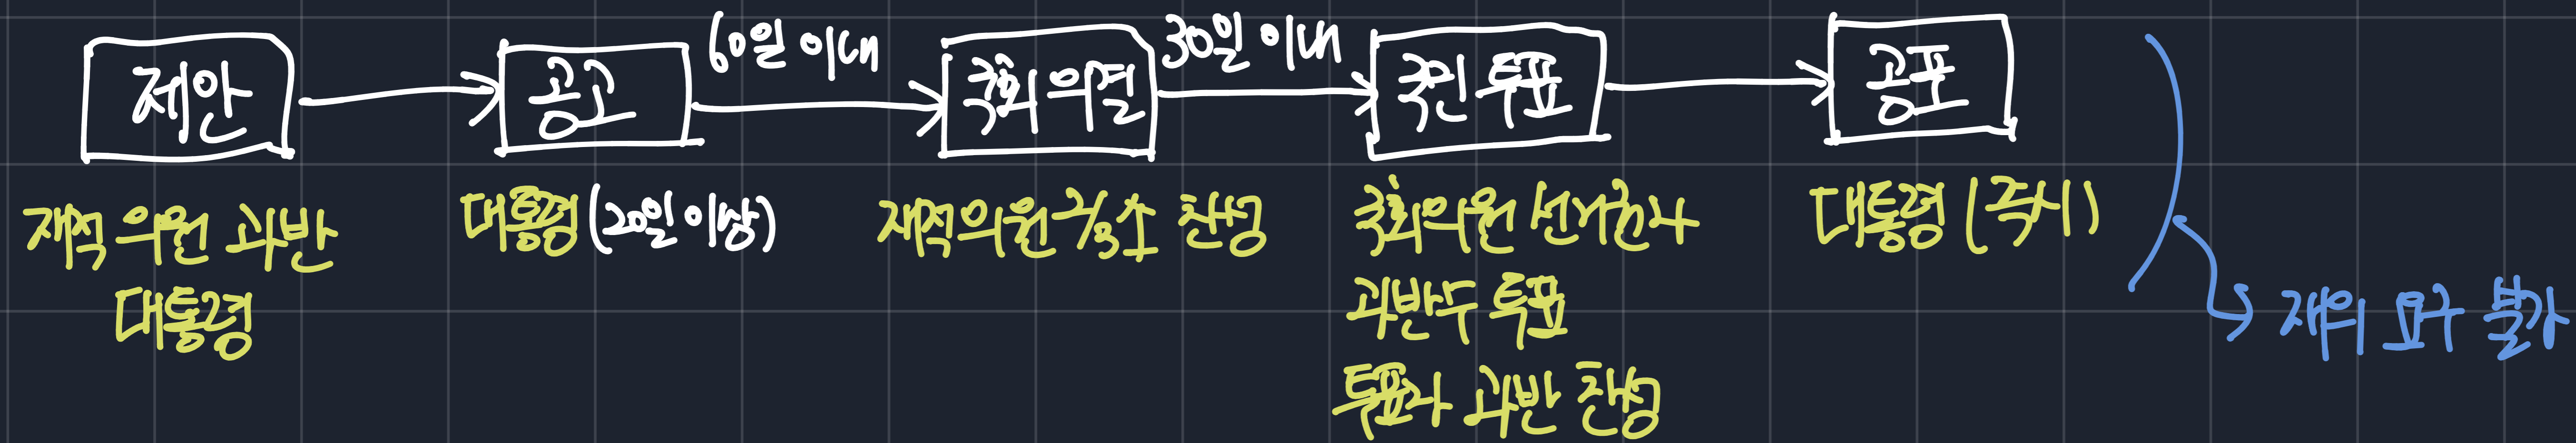 제안
공고
60일 이내
국회 의결
30일 이내
국민 투표
공포
재적 의원 과반
대통령
대통령 (20일 이상)
재적의원 2/3↑ 찬성
국회의원 선거권자
과반수 투표
투표자 과반 찬성
대통령 (즉시)
재의 요구 불가